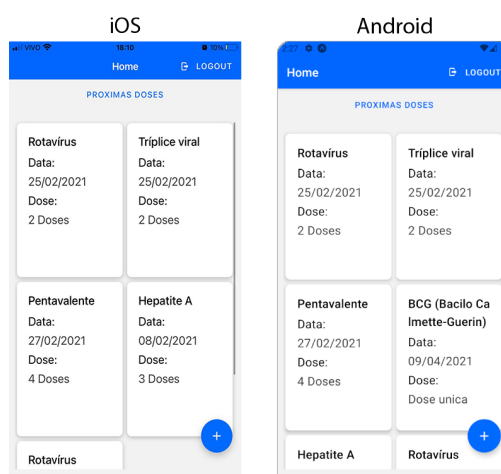 iOS
VIVO 18:10 10%
Home LOGOUT
PROXIMAS DOSES
Rotavírus
Data:
25/02/2021
Dose:
2 Doses
Tríplice viral
Data:
25/02/2021
Dose:
2 Doses
Pentavalente
Data:
27/02/2021
Dose:
4 Doses
Hepatite A
Data:
08/02/2021
Dose:
3 Doses
Rotavírus
+
Android
2:27
Home LOGOUT
PROXIMAS DOSES
Rotavírus
Data:
25/02/2021
Dose:
2 Doses
Tríplice viral
Data:
25/02/2021
Dose:
2 Doses
Pentavalente
Data:
27/02/2021
Dose:
4 Doses
BCG (Bacilo Ca
lmette-Guerin)
Data:
09/04/2021
Dose:
Dose unica
Hepatite A
Rotavírus
+